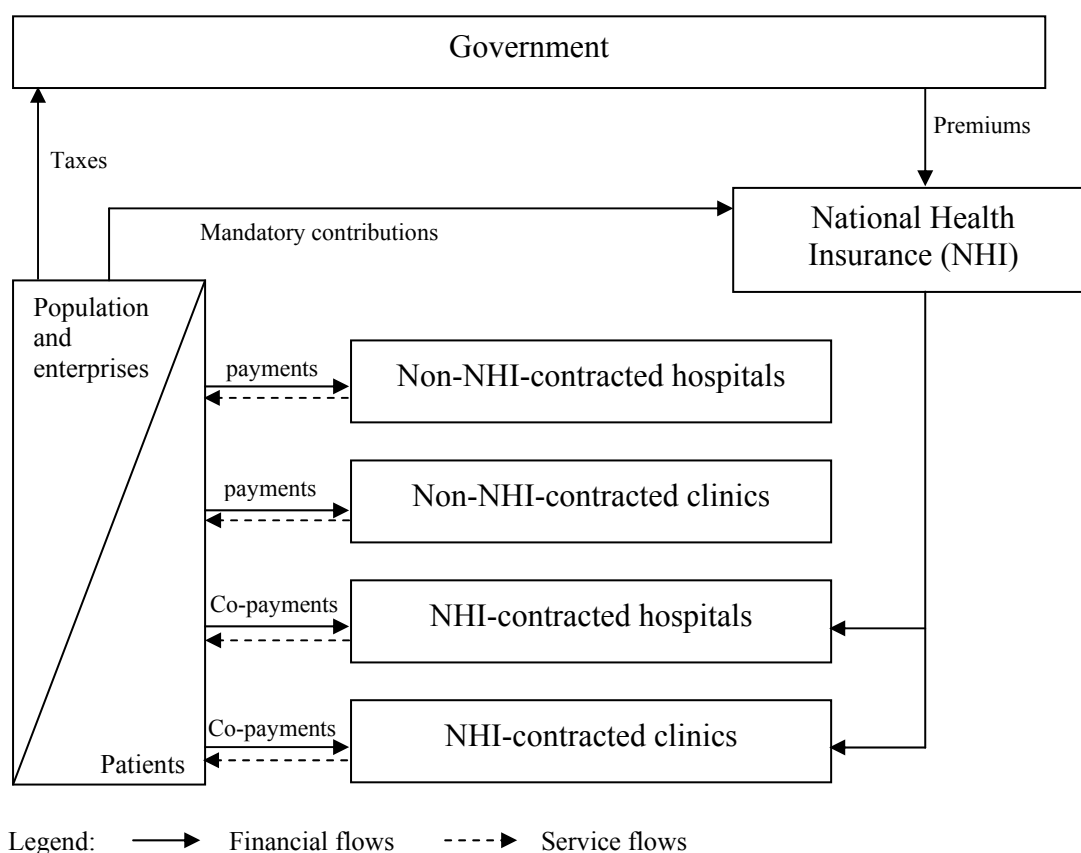 Government
Premiums
Taxes
National Health
Insurance (NHI)
Mandatory contributions
Population
and
enterprises
payments
Non-NHI-contracted hospitals
payments
Non-NHI-contracted clinics
Co-payments
NHI-contracted hospitals
Co-payments
NHI-contracted clinics
Patients
Legend: Financial flows Service flows